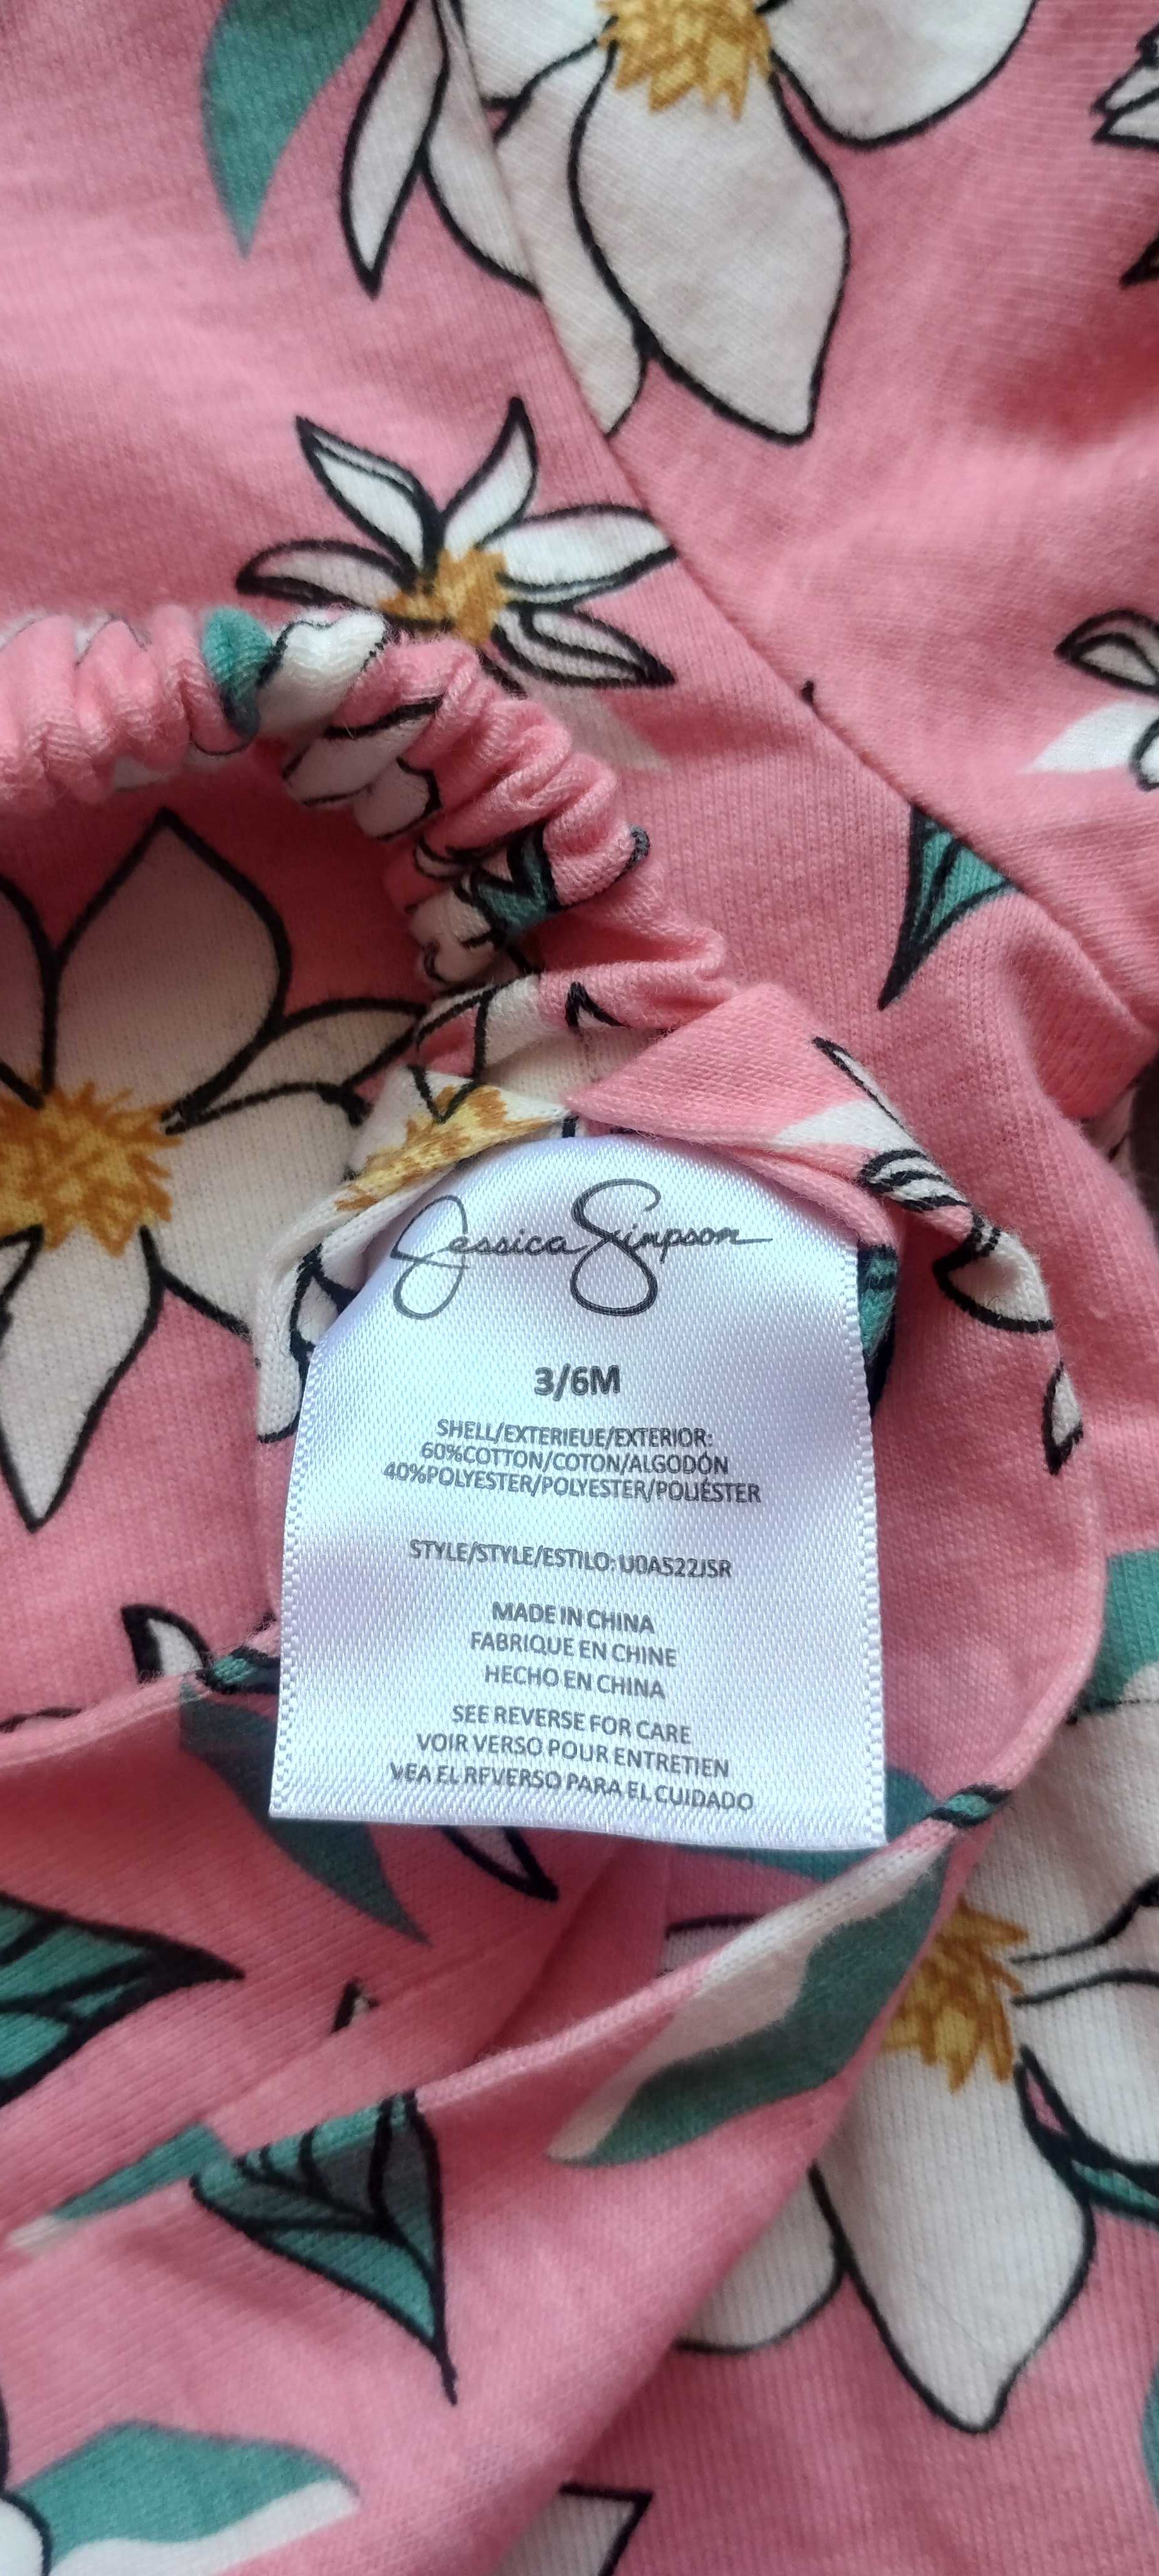 Jessica Simpson
3/6M
SHELL/EXTERIEUE/EXTERIOR:
60%COTTON/COTON/ALGODÓN
40%POLYESTER/POLYESTER/POLIÉSTER
STYLE/STYLE/ESTILO: U0A522JSR
MADE IN CHINA
FABRIQUE EN CHINE
HECHO EN CHINA
SEE REVERSE FOR CARE
VOIR VERSO POUR ENTRETIEN
VEA EL REVERSO PARA EL CUIDADO